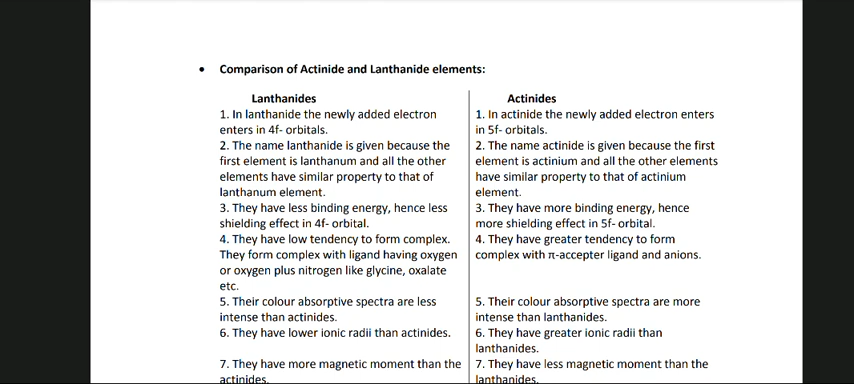 • Comparison of Actinide and Lanthanide elements:
Lanthanides
1. In lanthanide the newly added electron
enters in 4f- orbitals.
2. The name lanthanide is given because the
first element is lanthanum and all the other
elements have similar property to that of
lanthanum element.
3. They have less binding energy, hence less
shielding effect in 4f- orbital.
4. They have low tendency to form complex.
They form complex with ligand having oxygen
or oxygen plus nitrogen like glycine, oxalate
etc.
5. Their colour absorptive spectra are less
intense than actinides.
6. They have lower ionic radii than actinides.
7. They have more magnetic moment than the
actinides.
Actinides
1. In actinide the newly added electron enters
in 5f- orbitals.
2. The name actinide is given because the first
element is actinium and all the other elements
have similar property to that of actinium
element.
3. They have more binding energy, hence
more shielding effect in 5f- orbital.
4. They have greater tendency to form
complex with π-accepter ligand and anions.
5. Their colour absorptive spectra are more
intense than lanthanides.
6. They have greater ionic radii than
lanthanides.
7. They have less magnetic moment than the
lanthanides.